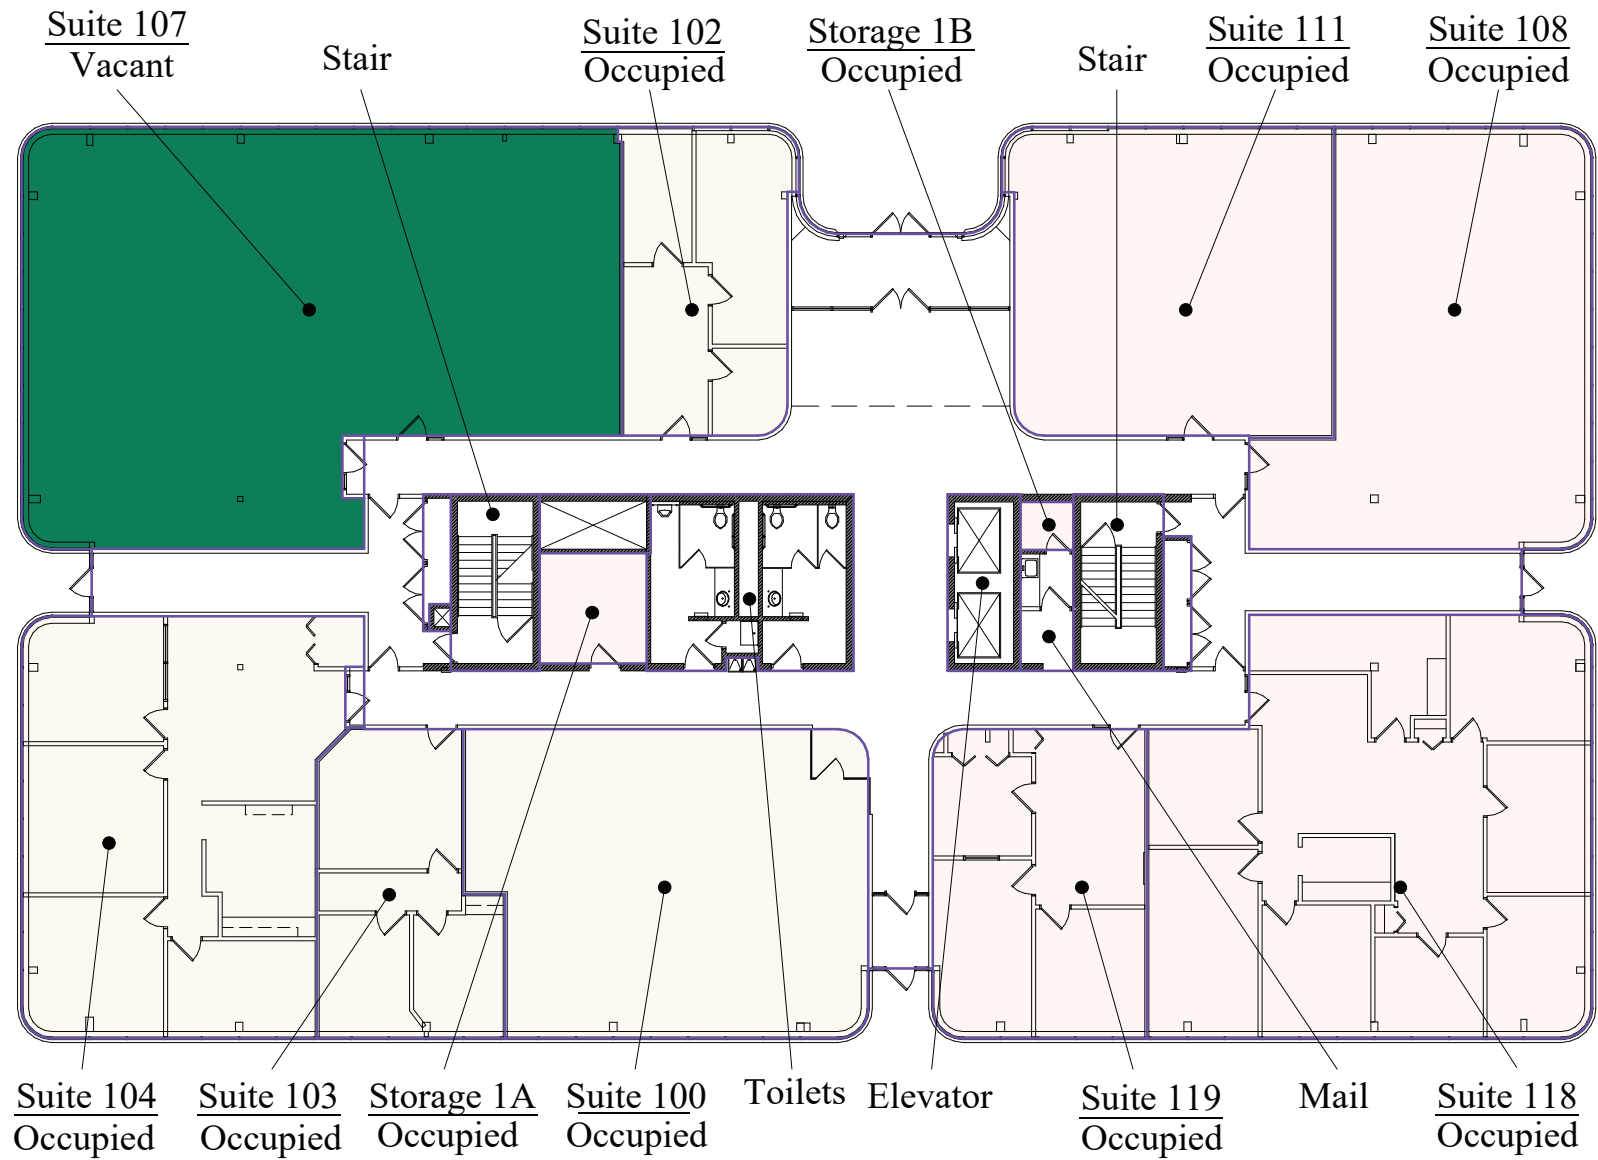 Suite 107
Vacant
Stair
Suite 102
Occupied
Storage 1B
Occupied
Stair
Suite 111
Occupied
Suite 108
Occupied
Suite 104
Occupied
Suite 103
Occupied
Storage 1A
Occupied
Suite 100
Occupied
Toilets
Elevator
Suite 119
Occupied
Mail
Suite 118
Occupied